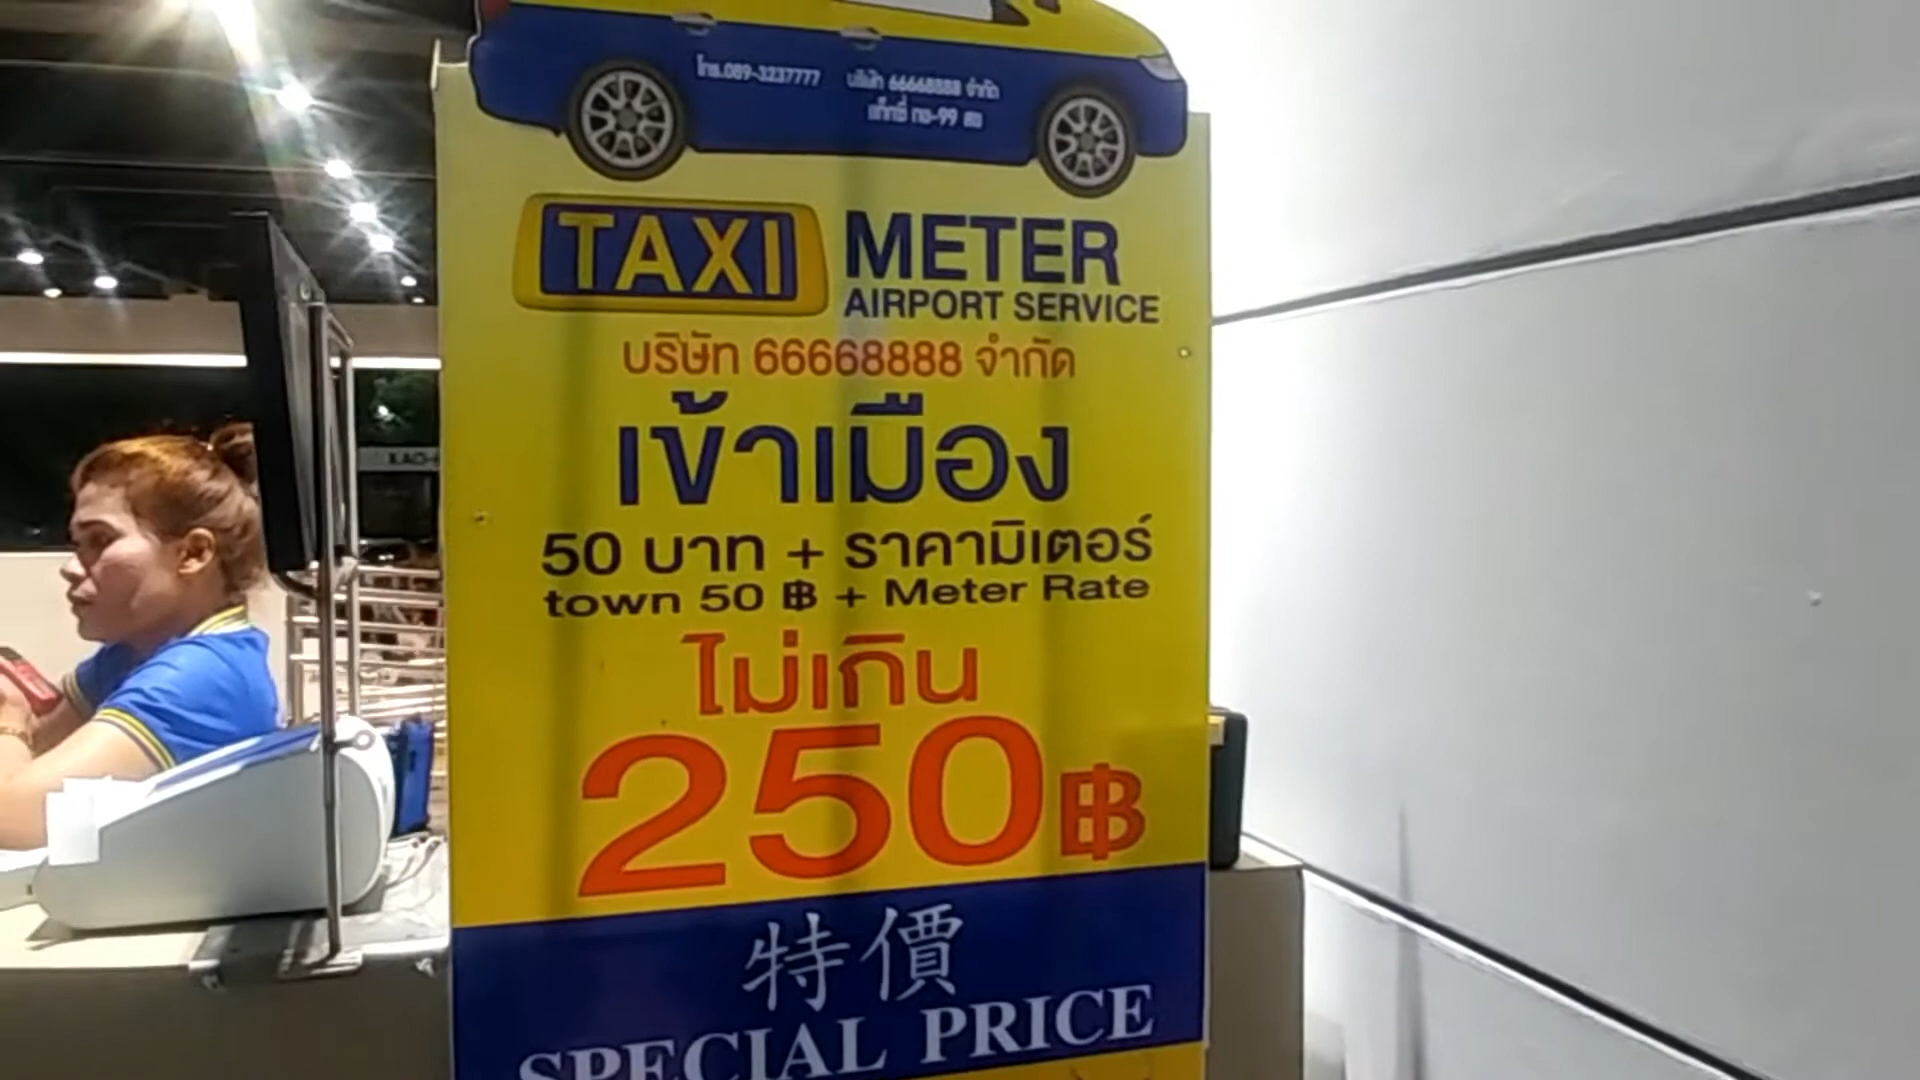 โทร.089-3237777
บริษัท 66668888 จำกัด
TAXI METER
AIRPORT SERVICE
บริษัท 66668888 จำกัด
เข้าเมือง
50 บาท + ราคามิเตอร์
town 50 ฿ + Meter Rate
ไม่เกิน
250฿
特價
SPECIAL PRICE